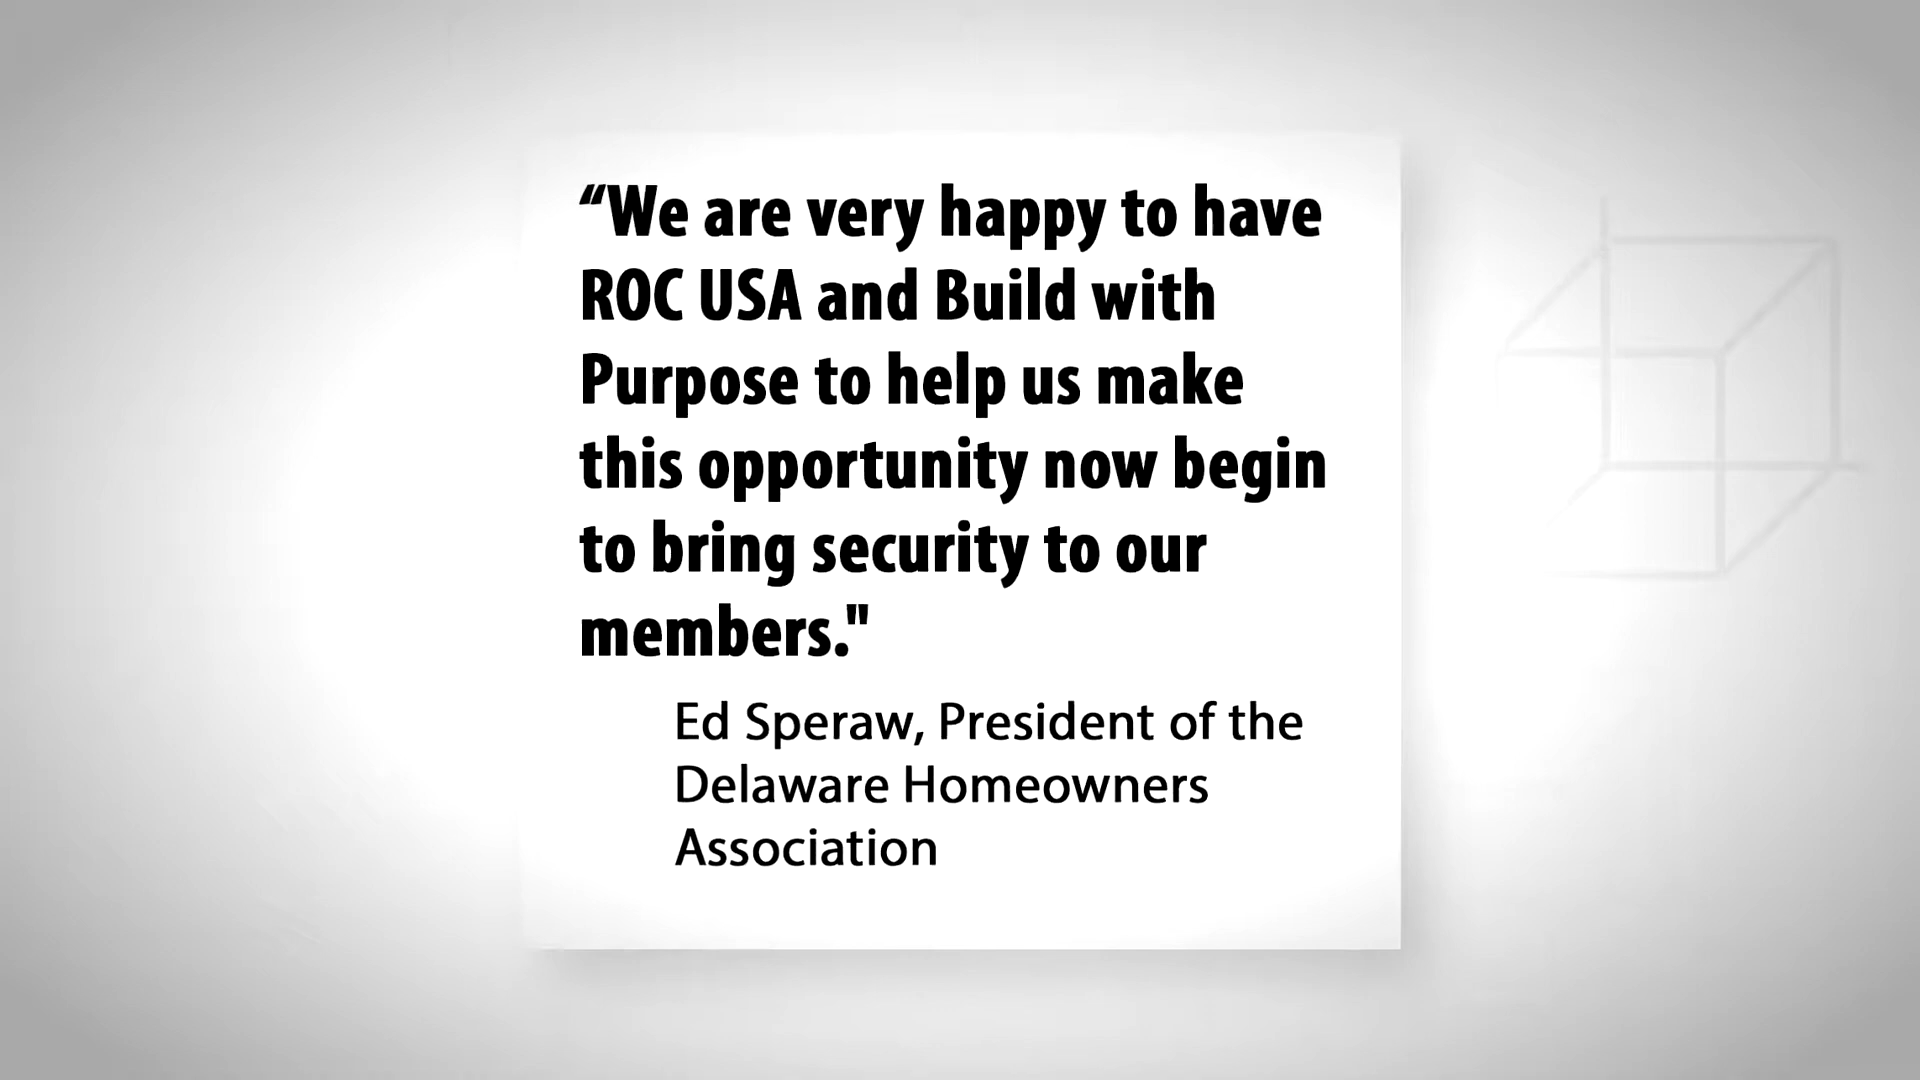 “We are very happy to have
ROC USA and Build with
Purpose to help us make
this opportunity now begin
to bring security to our
members."
Ed Speraw, President of the
Delaware Homeowners
Association